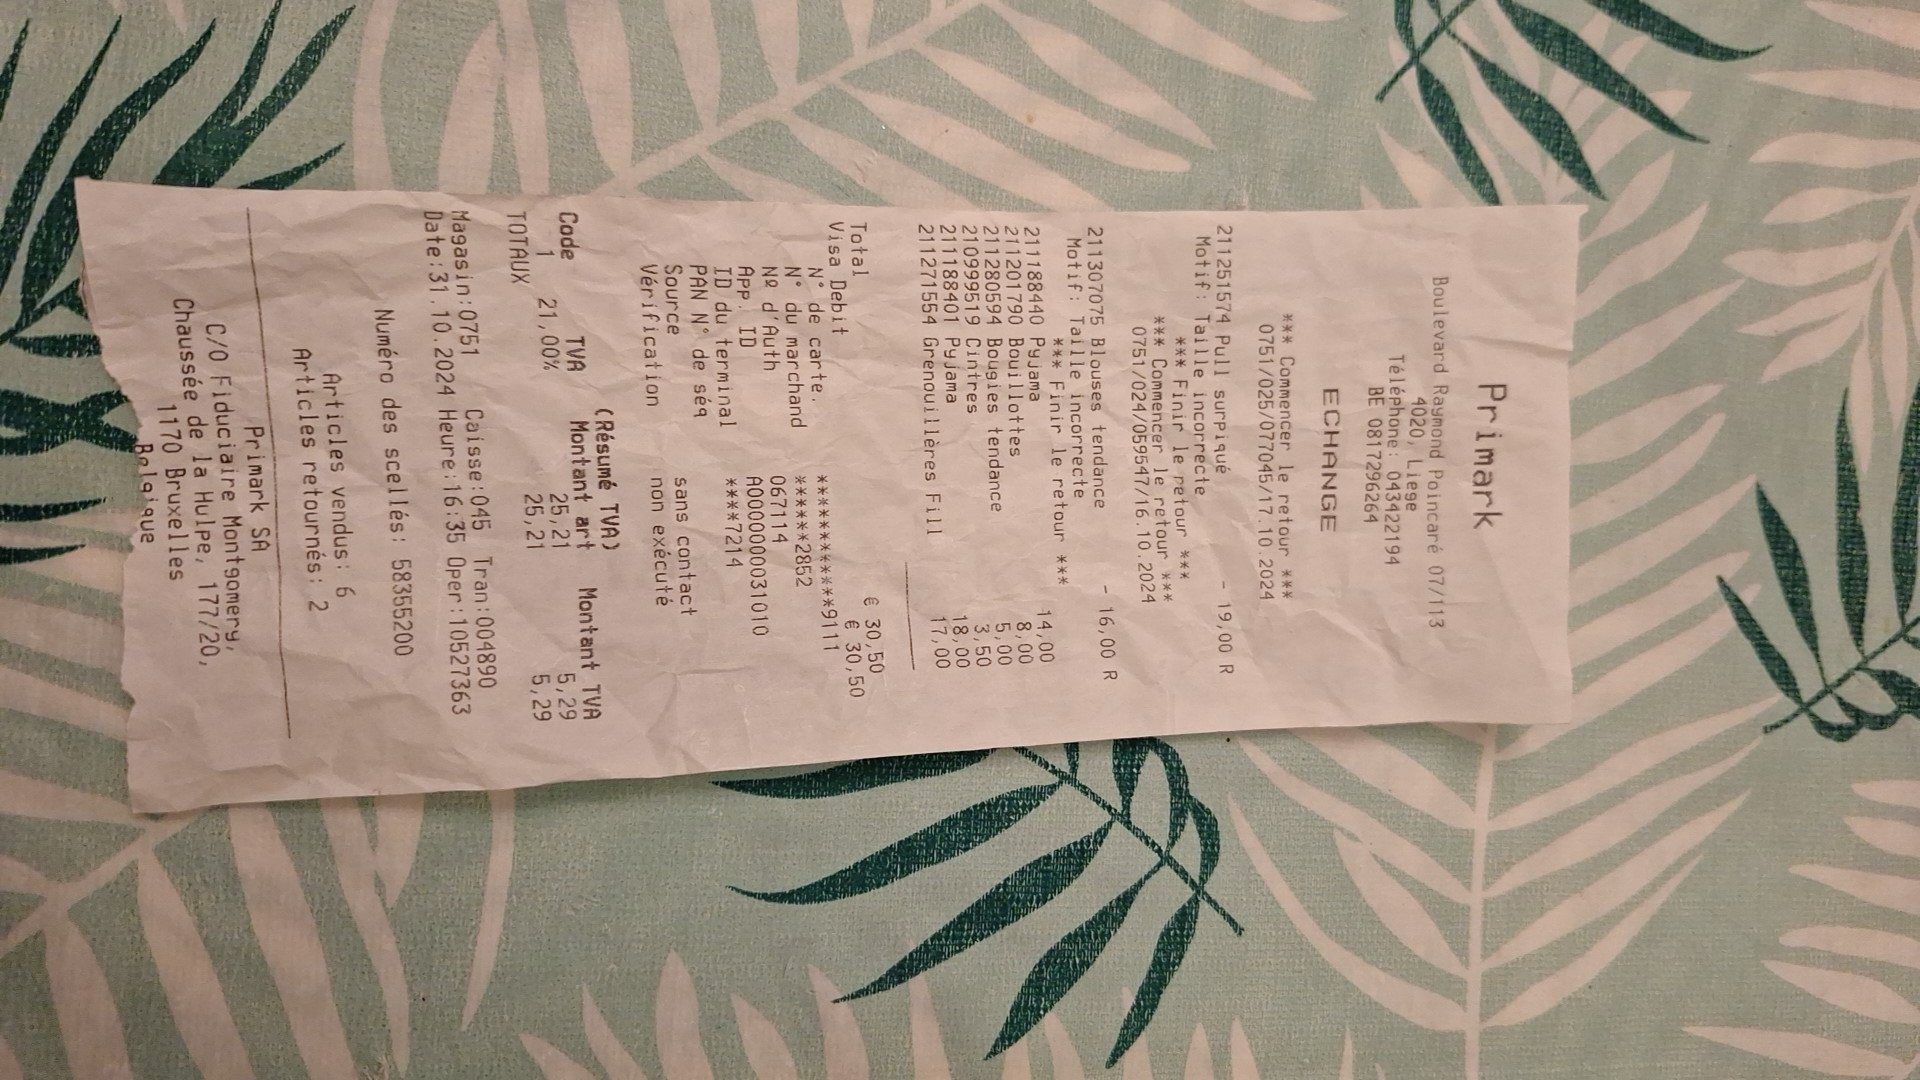 Primark
Boulevard Raymond Poincaré 07/113
4020, Liege
Téléphone: 043422194
BE 0817296264
ECHANGE
*** Commencer le retour ***
0751/025/077045/17.10.2024
211251574 Pull surpiqué - 19,00 R
Motif: Taille incorrecte
*** Finir le retour ***
*** Commencer le retour ***
0751/024/059547/16.10.2024
211307075 Blouses tendance - 16,00 R
Motif: Taille incorrecte
*** Finir le retour ***
211188440 Pyjama 14,00
211201790 Bouillottes 8,00
211280594 Bougies tendance 5,00
210999519 Cintres 3,50
211188401 Pyjama 18,00
211271554 Grenouillères Fill 17,00
Total € 30,50
Visa Debit € 30,50
N° de carte. ************9111
N° du marchand ******2852
Nº d'Auth 067114
App. ID A0000000031010
ID du terminal ****7214
PAN N° de séq
Source sans contact
Vérification non exécuté
(Résumé TVA)
Code TVA Montant art Montant TVA
1 21,00% 25,21 5,29
TOTAUX 25,21 5,29
Magasin:0751 Caisse:045 Tran:004890
Date:31.10.2024 Heure:16:35 Oper:10527363
Numéro des scellés: 58355200
Articles vendus: 6
Articles retournés: 2
Primark SA
C/O Fiduciaire Montgomery,
Chaussée de la Hulpe, 177/20,
1170 Bruxelles
Belgique